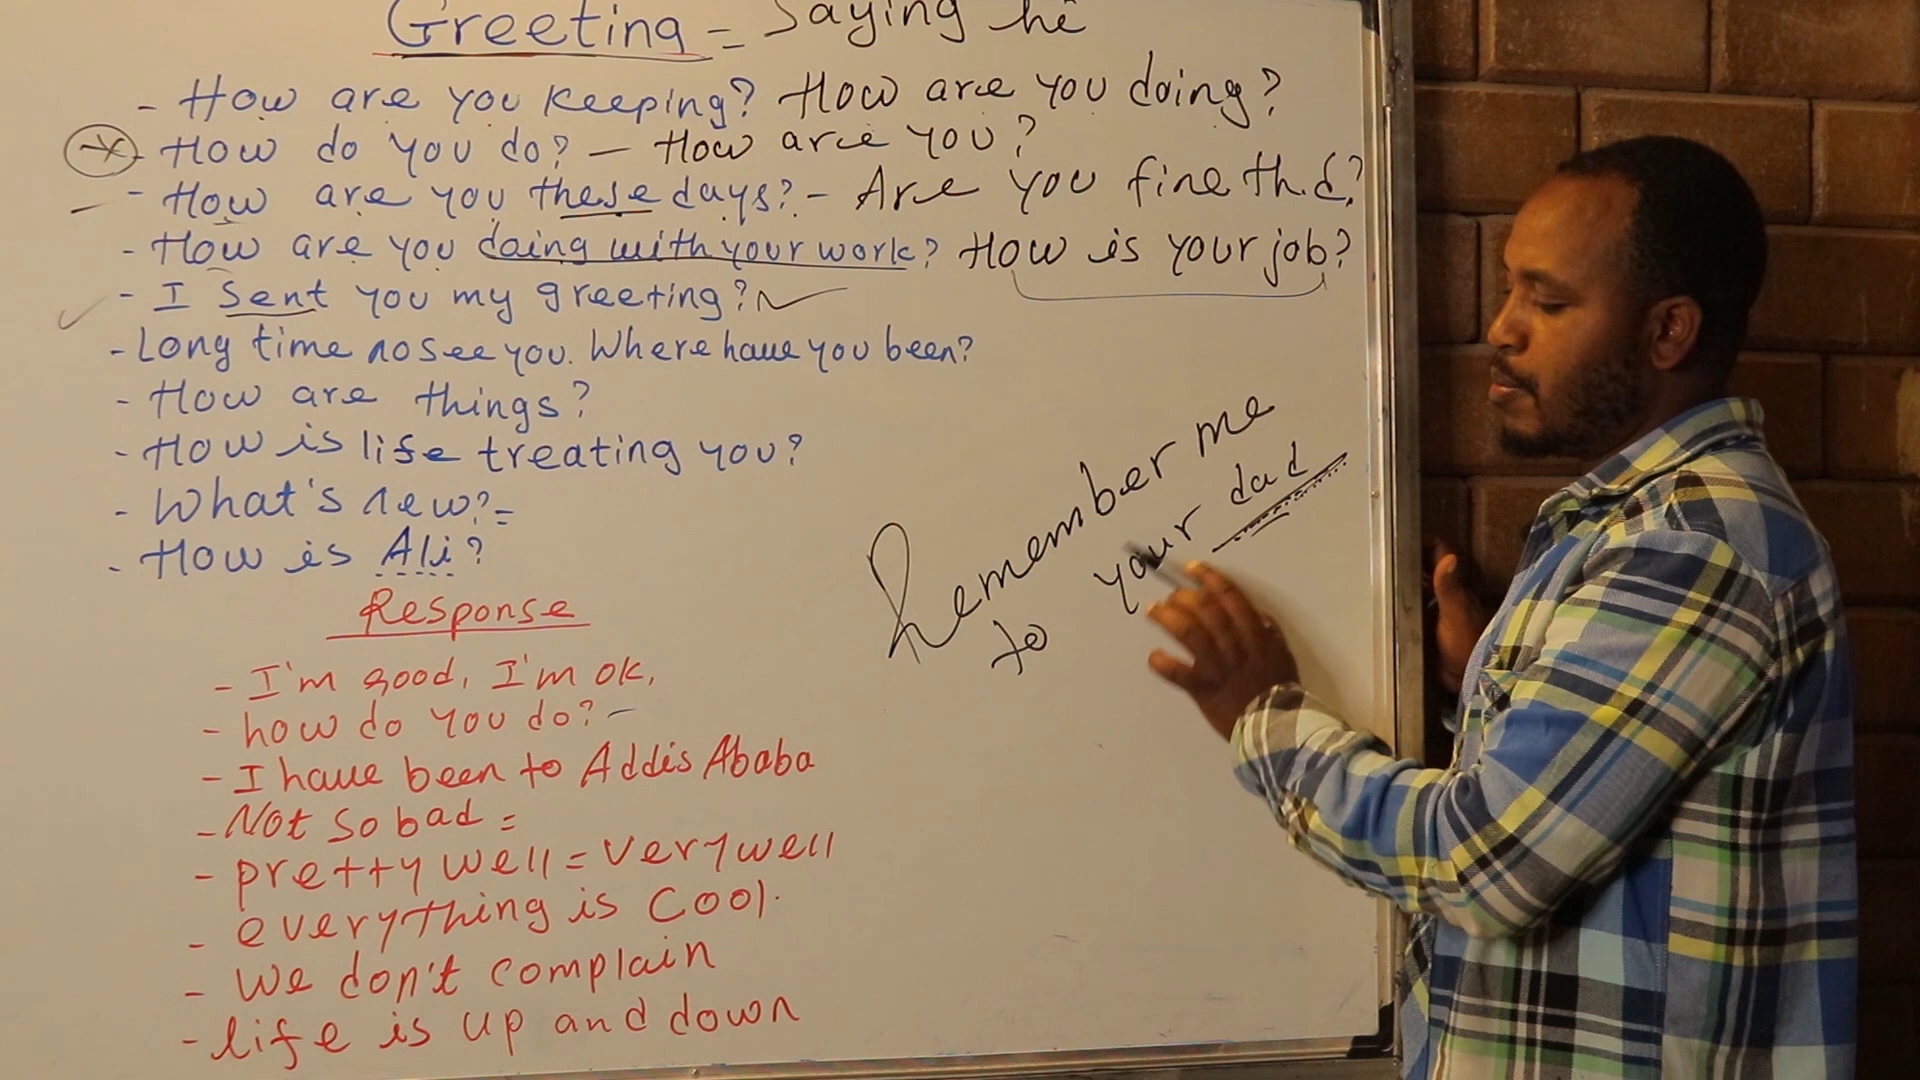 Greeting = Saying hi
- How are you keeping? How are you doing?
- How do you do? - How are you?
- How are you these days? - Are you fine th.d?
- How are you doing with your work? How is your job?
- I sent you my greeting?
- Long time no see you. Where have you been?
- How are things?
- How is life treating you?
- What's new? =
- How is Ali?
Remember me
to your dad
Response
- I'm good, I'm ok,
- how do you do? -
- I have been to Addis Ababa
- Not so bad =
- pretty well = very well
- everything is cool.
- We don't complain
- life is up and down